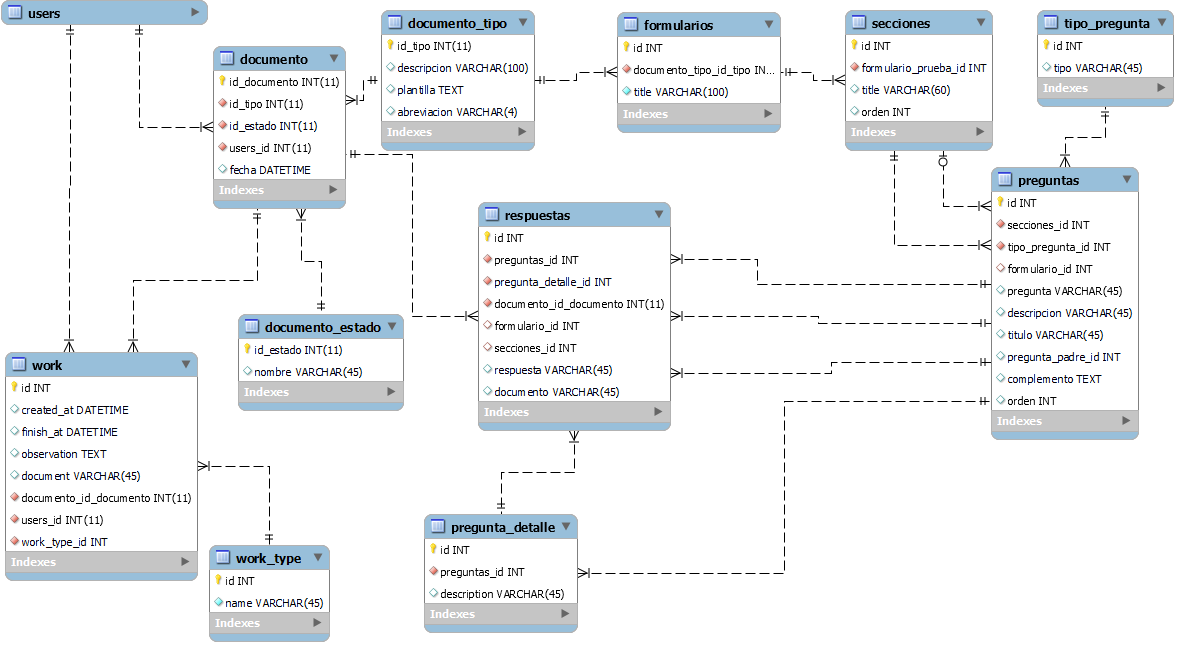 users
documento
id_documento INT(11)
id_tipo INT(11)
id_estado INT(11)
users_id INT(11)
fecha DATETIME
Indexes
documento_tipo
id_tipo INT(11)
descripcion VARCHAR(100)
plantilla TEXT
abreviacion VARCHAR(4)
Indexes
formularios
id INT
documento_tipo_id_tipo IN...
title VARCHAR(100)
Indexes
secciones
id INT
formulario_prueba_id INT
title VARCHAR(60)
orden INT
Indexes
tipo_pregunta
id INT
tipo VARCHAR(45)
Indexes
preguntas
id INT
secciones_id INT
tipo_pregunta_id INT
formulario_id INT
pregunta VARCHAR(45)
descripcion VARCHAR(45)
titulo VARCHAR(45)
pregunta_padre_id INT
complemento TEXT
orden INT
Indexes
respuestas
id INT
preguntas_id INT
pregunta_detalle_id INT
documento_id_documento INT(11)
formulario_id INT
secciones_id INT
respuesta VARCHAR(45)
documento VARCHAR(45)
Indexes
documento_estado
id_estado INT(11)
nombre VARCHAR(45)
Indexes
work
id INT
created_at DATETIME
finish_at DATETIME
observation TEXT
document VARCHAR(45)
documento_id_documento INT(11)
users_id INT(11)
work_type_id INT
Indexes
work_type
id INT
name VARCHAR(45)
Indexes
pregunta_detalle
id INT
preguntas_id INT
description VARCHAR(45)
Indexes